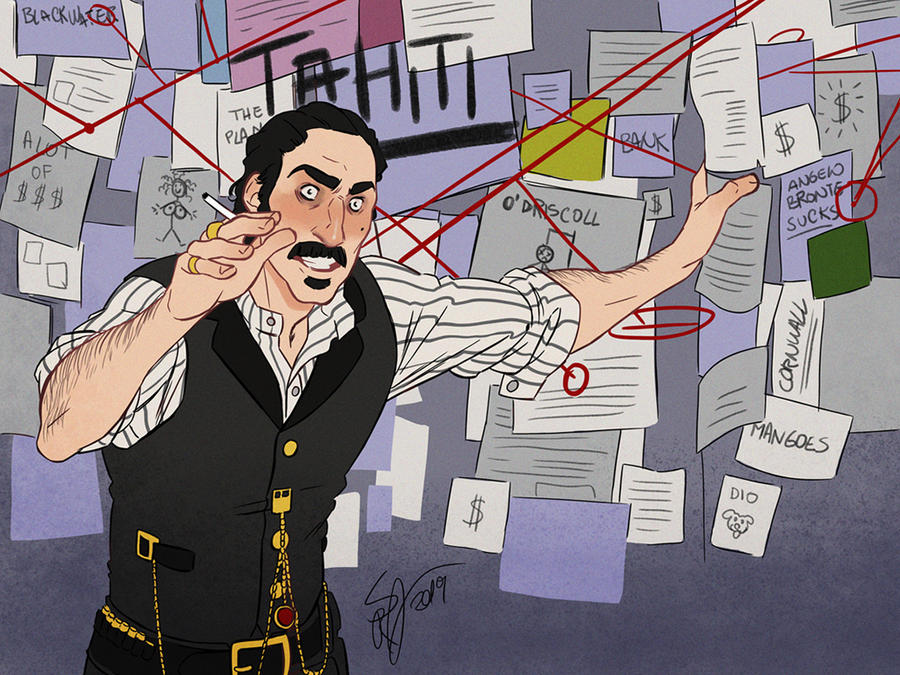 BLACKWATER
TAHITI
THE
PLAN
A LOT
OF
$$$
$
$
BANK
ANGELO
BRONTE
SUCKS
O'DRISCOLL
$
CORNWALL
MANGOES
$
DIO
2019